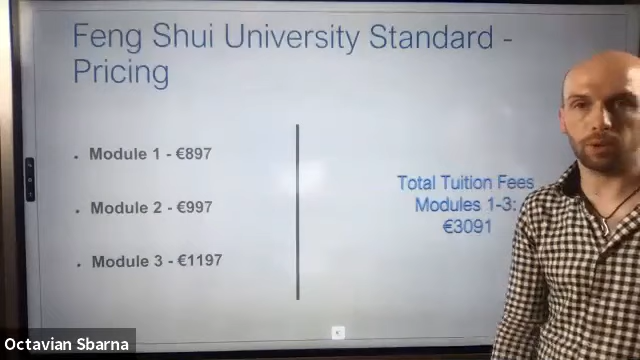 Feng Shui University Standard -
Pricing
• Module 1 - €897
• Module 2 - €997
• Module 3 - €1197
Total Tuition Fees
Modules 1-3:
€3091
Octavian Sbarna